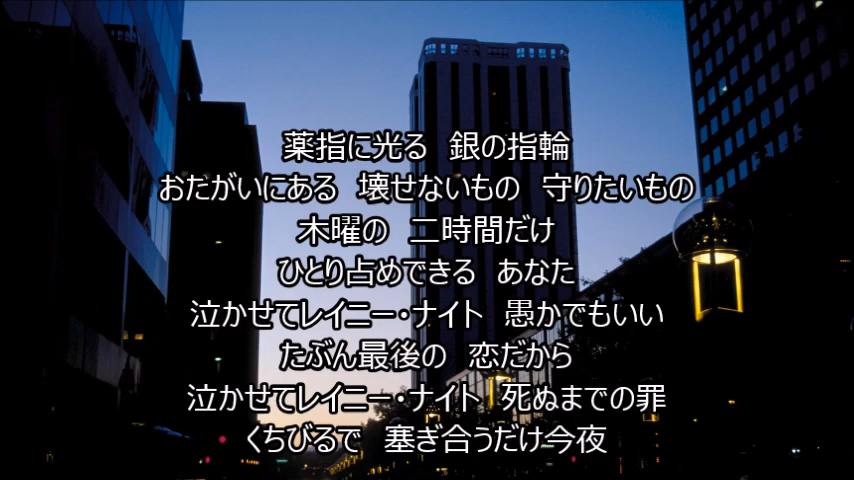 薬指に光る　銀の指輪
おたがいにある　壊せないもの　守りたいもの
木曜の　二時間だけ
ひとり占めできる　あなた
泣かせてレイニー・ナイト　愚かでもいい
たぶん最後の　恋だから
泣かせてレイニー・ナイト　死ぬまでの罪
くちびるで　塞ぎ合うだけ今夜